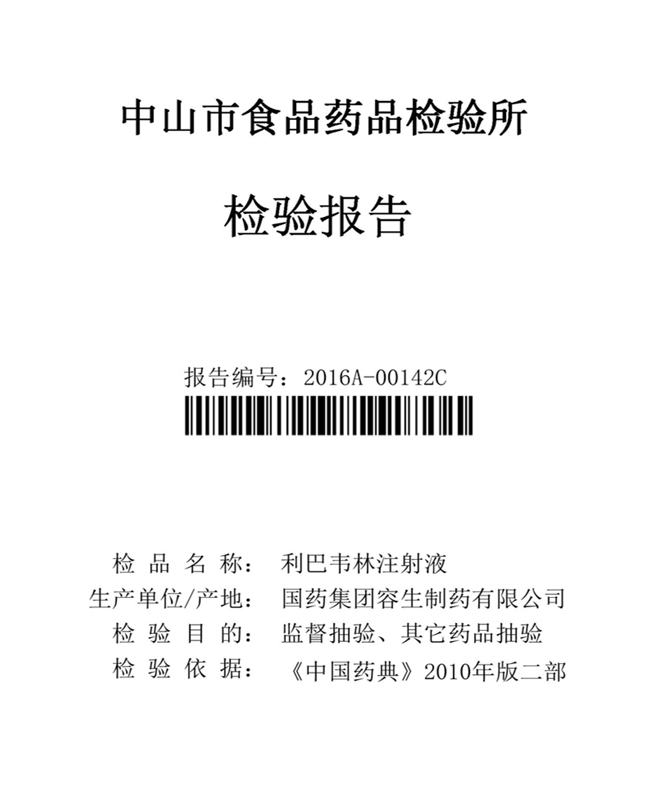 中山市食品药品检验所
检验报告
报告编号：2016A-00142C
检品名称：利巴韦林注射液
生产单位/产地：国药集团容生制药有限公司
检验目的：监督抽验、其它药品抽验
检验依据：《中国药典》2010年版二部